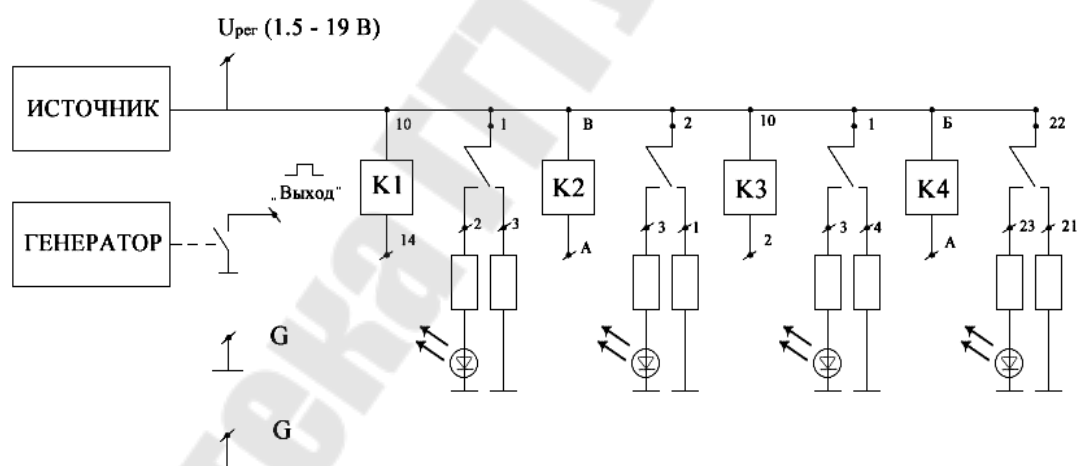 Uрег (1.5 - 19 В)
ИСТОЧНИК
10
1
В
2
10
1
Б
22
„Выход"
К1
К2
К3
К4
ГЕНЕРАТОР
14
2
3
А
3
1
2
3
4
А
23
21
G
G